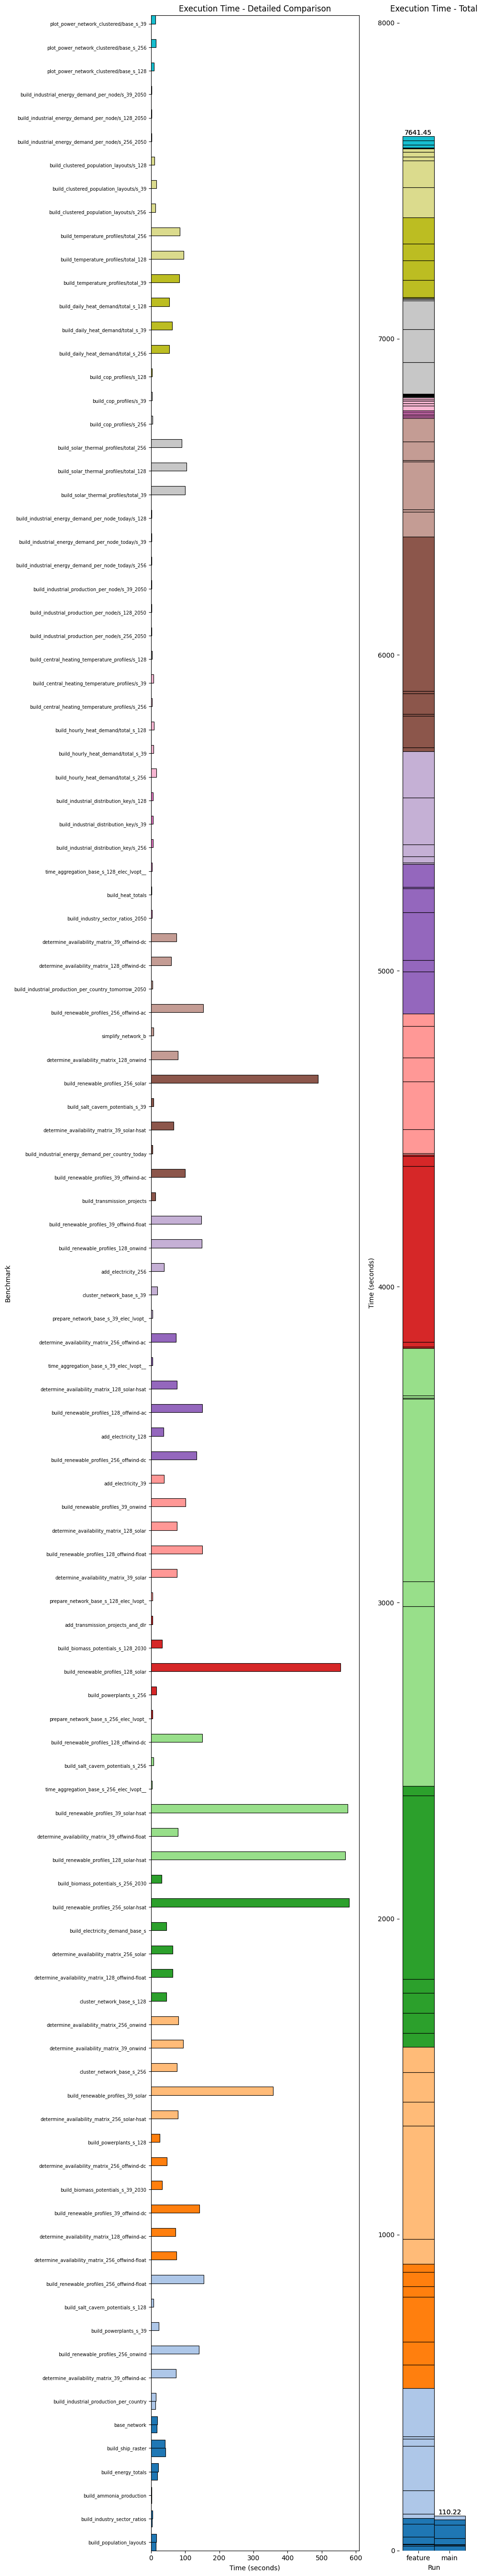 Execution Time - Detailed Comparison
plot_power_network_clustered/base_s_39
plot_power_network_clustered/base_s_256
plot_power_network_clustered/base_s_128
build_industrial_energy_demand_per_node/s_39_2050
build_industrial_energy_demand_per_node/s_128_2050
build_industrial_energy_demand_per_node/s_256_2050
build_clustered_population_layouts/s_128
build_clustered_population_layouts/s_39
build_clustered_population_layouts/s_256
build_temperature_profiles/total_256
build_temperature_profiles/total_128
build_temperature_profiles/total_39
build_daily_heat_demand/total_s_128
build_daily_heat_demand/total_s_39
build_daily_heat_demand/total_s_256
build_cop_profiles/s_128
build_cop_profiles/s_39
build_cop_profiles/s_256
build_solar_thermal_profiles/total_256
build_solar_thermal_profiles/total_128
build_solar_thermal_profiles/total_39
build_industrial_energy_demand_per_node_today/s_128
build_industrial_energy_demand_per_node_today/s_39
build_industrial_energy_demand_per_node_today/s_256
build_industrial_production_per_node/s_39_2050
build_industrial_production_per_node/s_128_2050
build_industrial_production_per_node/s_256_2050
build_central_heating_temperature_profiles/s_128
build_central_heating_temperature_profiles/s_39
build_central_heating_temperature_profiles/s_256
build_hourly_heat_demand/total_s_128
build_hourly_heat_demand/total_s_39
build_hourly_heat_demand/total_s_256
build_industrial_distribution_key/s_128
build_industrial_distribution_key/s_39
build_industrial_distribution_key/s_256
time_aggregation_base_s_128_elec_lvopt__
build_heat_totals
build_industry_sector_ratios_2050
determine_availability_matrix_39_offwind-dc
determine_availability_matrix_128_offwind-dc
build_industrial_production_per_country_tomorrow_2050
build_renewable_profiles_256_offwind-ac
simplify_network_b
determine_availability_matrix_128_onwind
build_renewable_profiles_256_solar
build_salt_cavern_potentials_s_39
determine_availability_matrix_39_solar-hsat
build_industrial_energy_demand_per_country_today
build_renewable_profiles_39_offwind-ac
build_transmission_projects
build_renewable_profiles_39_offwind-float
build_renewable_profiles_128_onwind
add_electricity_256
cluster_network_base_s_39
prepare_network_base_s_39_elec_lvopt_
determine_availability_matrix_256_offwind-ac
time_aggregation_base_s_39_elec_lvopt__
determine_availability_matrix_128_solar-hsat
build_renewable_profiles_128_offwind-ac
add_electricity_128
build_renewable_profiles_256_offwind-dc
add_electricity_39
build_renewable_profiles_39_onwind
determine_availability_matrix_128_solar
build_renewable_profiles_128_offwind-float
determine_availability_matrix_39_solar
prepare_network_base_s_128_elec_lvopt_
add_transmission_projects_and_dlr
build_biomass_potentials_s_128_2030
build_renewable_profiles_128_solar
build_powerplants_s_256
prepare_network_base_s_256_elec_lvopt_
build_renewable_profiles_128_offwind-dc
build_salt_cavern_potentials_s_256
time_aggregation_base_s_256_elec_lvopt__
build_renewable_profiles_39_solar-hsat
determine_availability_matrix_39_offwind-float
build_renewable_profiles_128_solar-hsat
build_biomass_potentials_s_256_2030
build_renewable_profiles_256_solar-hsat
build_electricity_demand_base_s
determine_availability_matrix_256_solar
determine_availability_matrix_128_offwind-float
cluster_network_base_s_128
determine_availability_matrix_256_onwind
determine_availability_matrix_39_onwind
cluster_network_base_s_256
build_renewable_profiles_39_solar
determine_availability_matrix_256_solar-hsat
build_powerplants_s_128
determine_availability_matrix_256_offwind-dc
build_biomass_potentials_s_39_2030
build_renewable_profiles_39_offwind-dc
determine_availability_matrix_128_offwind-ac
determine_availability_matrix_256_offwind-float
build_renewable_profiles_256_offwind-float
build_salt_cavern_potentials_s_128
build_powerplants_s_39
build_renewable_profiles_256_onwind
determine_availability_matrix_39_offwind-ac
build_industrial_production_per_country
base_network
build_ship_raster
build_energy_totals
build_ammonia_production
build_industry_sector_ratios
build_population_layouts
Benchmark
0 100 200 300 400 500 600
Time (seconds)
Execution Time - Total
8000
7000
6000
5000
4000
3000
2000
1000
0
Time (seconds)
7641.45
110.22
feature main
Run